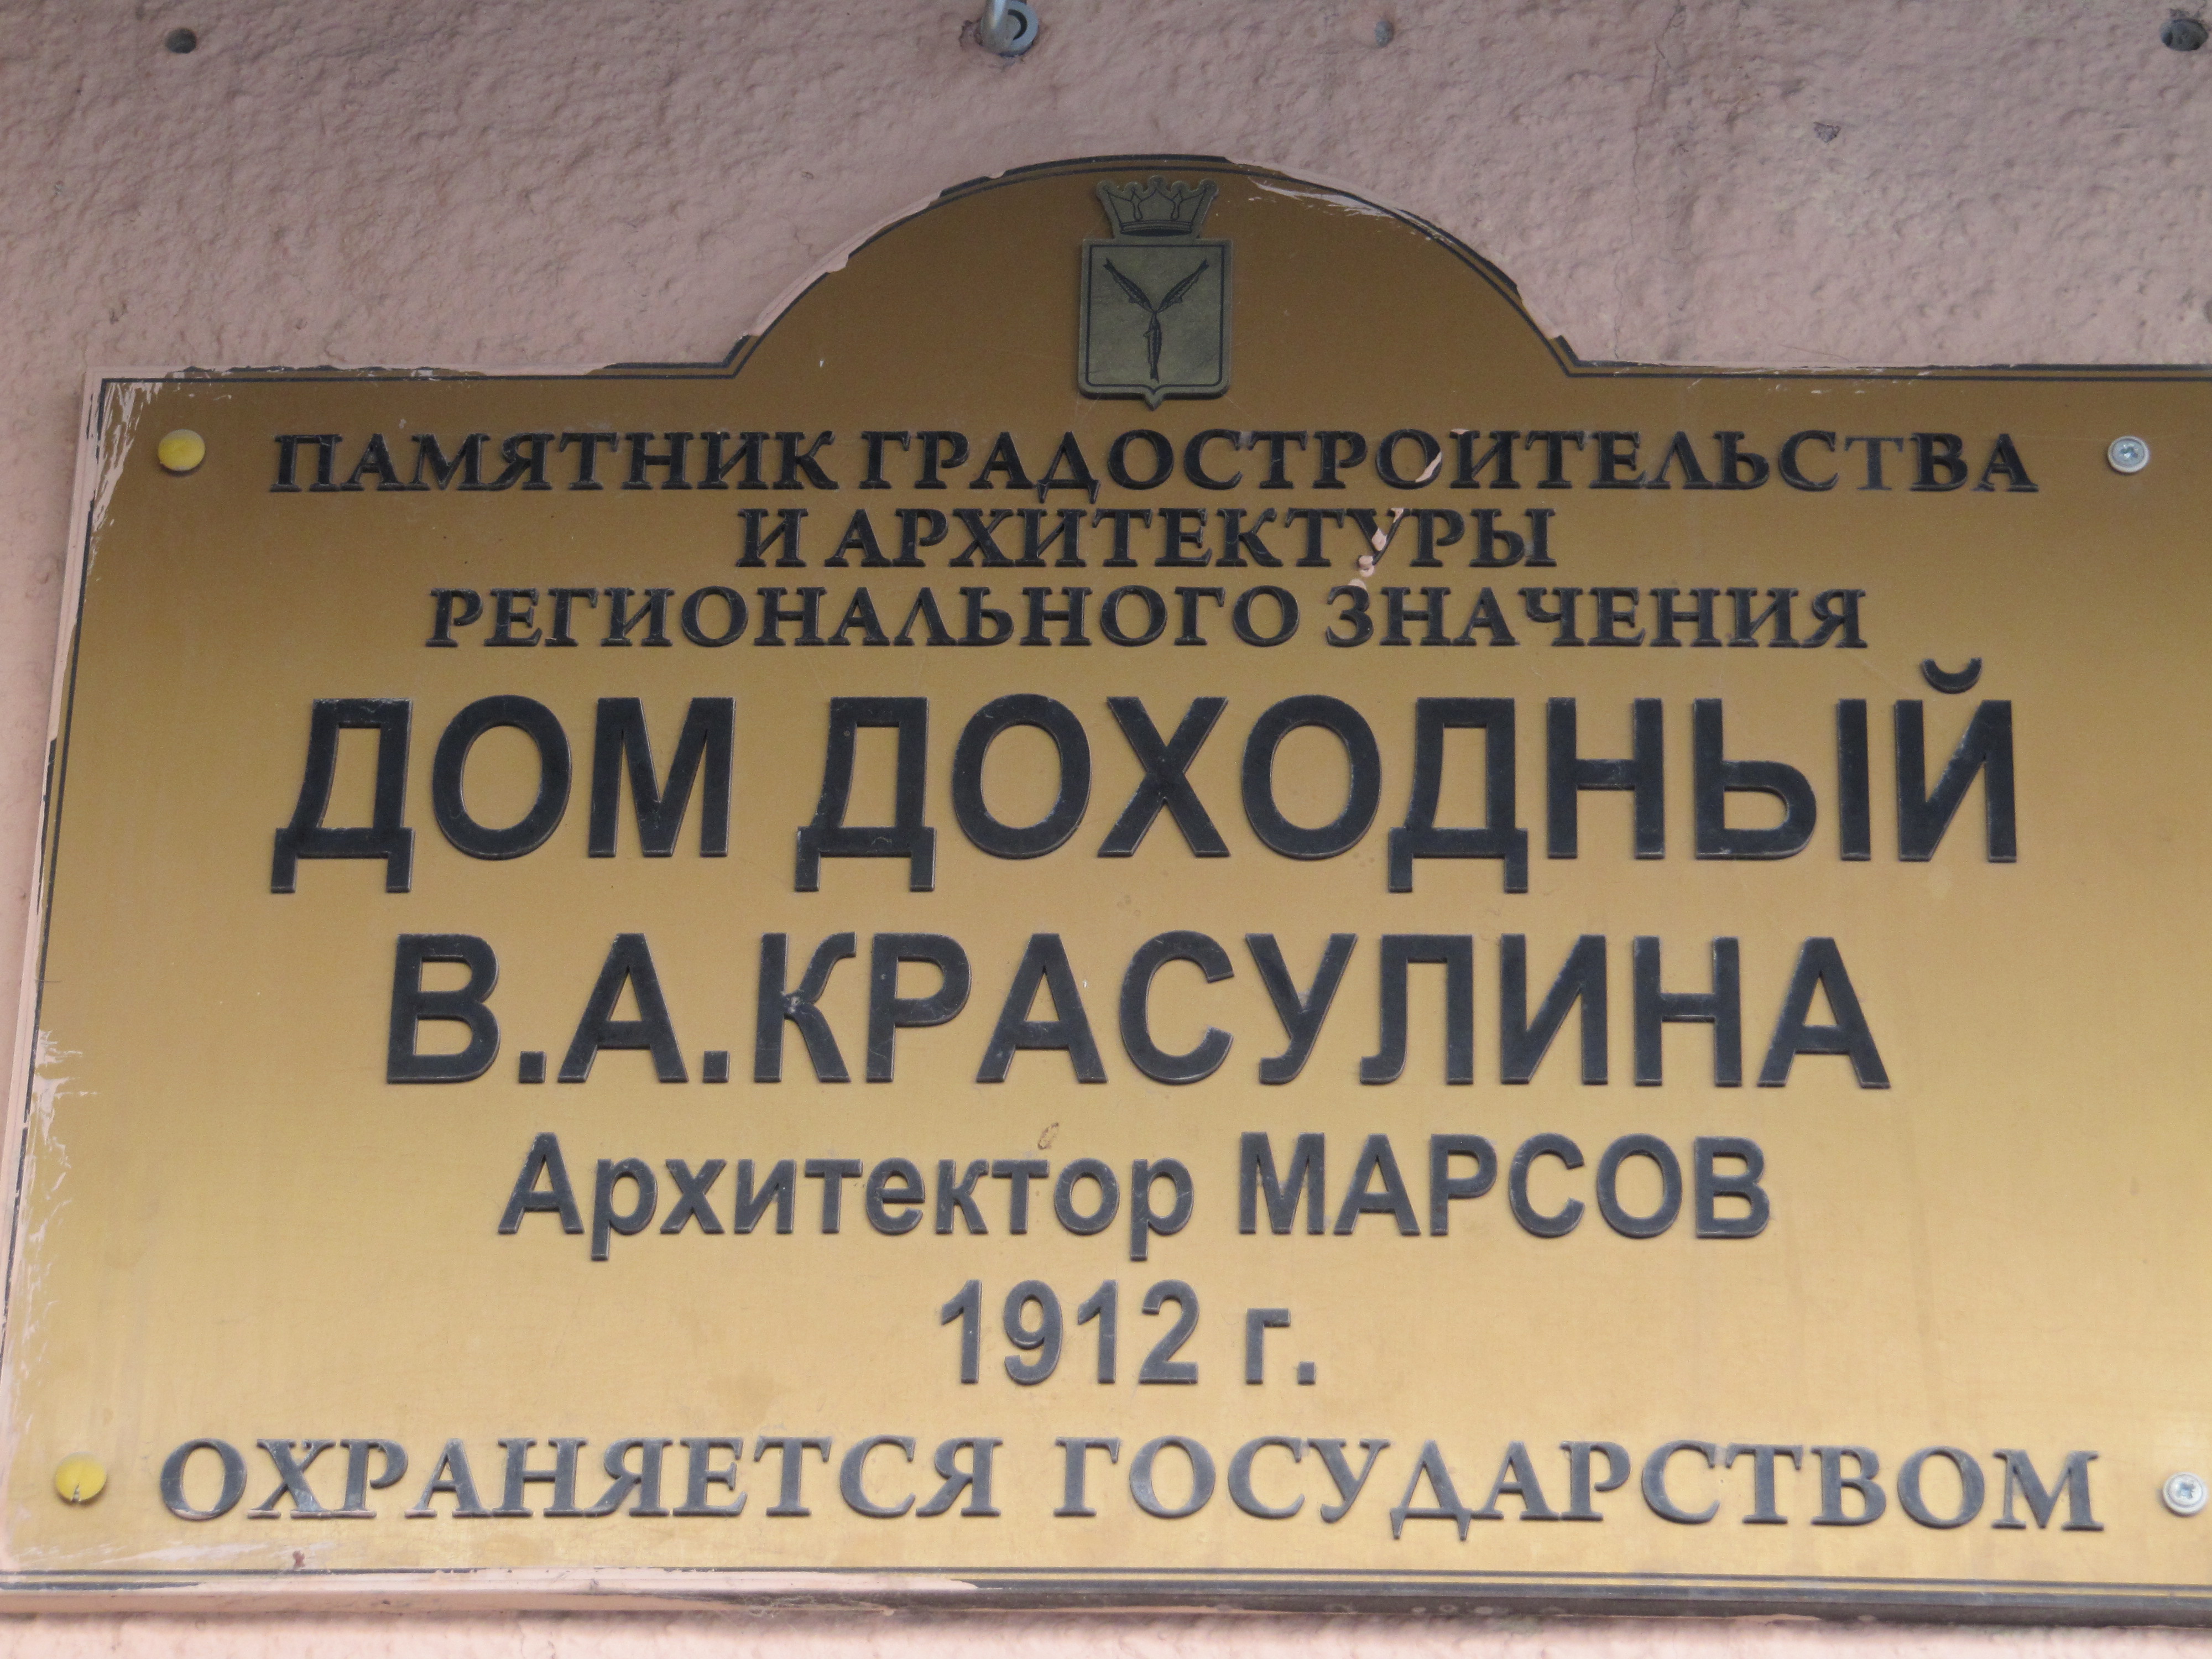 ПАМЯТНИК ГРАДОСТРОИТЕЛЬСТВА
И АРХИТЕКТУРЫ
РЕГИОНАЛЬНОГО ЗНАЧЕНИЯ
ДОМ ДОХОДНЫЙ
В.А.КРАСУЛИНА
Архитектор МАРСОВ
1912 г.
ОХРАНЯЕТСЯ ГОСУДАРСТВОМ